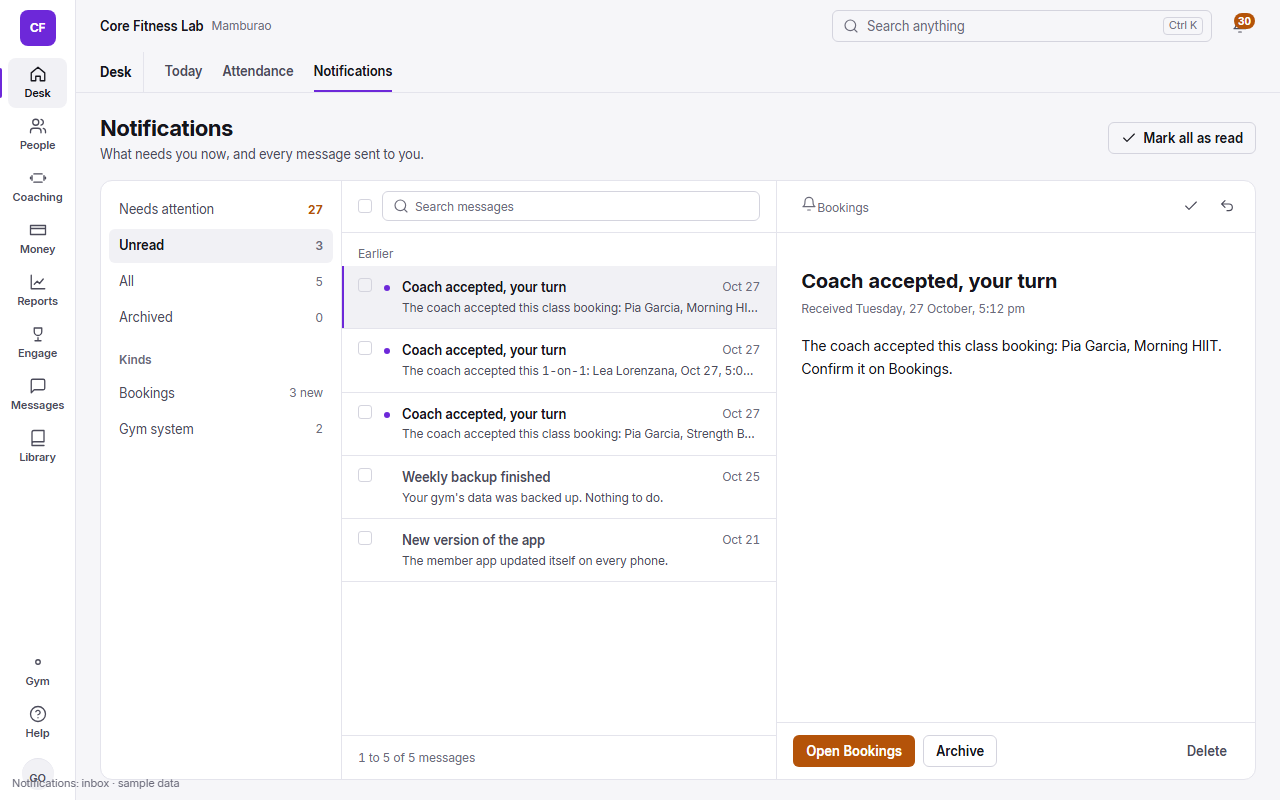 CF
Core Fitness Lab Mamburao
Search anything
Ctrl K
30
Desk
Today
Attendance
Notifications
Desk
People
Coaching
Money
Reports
Engage
Messages
Library
Gym
Help
GO
Notifications
What needs you now, and every message sent to you.
Mark all as read
Needs attention 27
Unread 3
All 5
Archived 0
Kinds
Bookings 3 new
Gym system 2
Search messages
Earlier
Coach accepted, your turn Oct 27
The coach accepted this class booking: Pia Garcia, Morning HI...
Coach accepted, your turn Oct 27
The coach accepted this 1-on-1: Lea Lorenzana, Oct 27, 5:0...
Coach accepted, your turn Oct 27
The coach accepted this class booking: Pia Garcia, Strength B...
Weekly backup finished Oct 25
Your gym's data was backed up. Nothing to do.
New version of the app Oct 21
The member app updated itself on every phone.
1 to 5 of 5 messages
Bookings
Coach accepted, your turn
Received Tuesday, 27 October, 5:12 pm
The coach accepted this class booking: Pia Garcia, Morning HIIT.
Confirm it on Bookings.
Open Bookings
Archive
Delete
Notifications: inbox · sample data